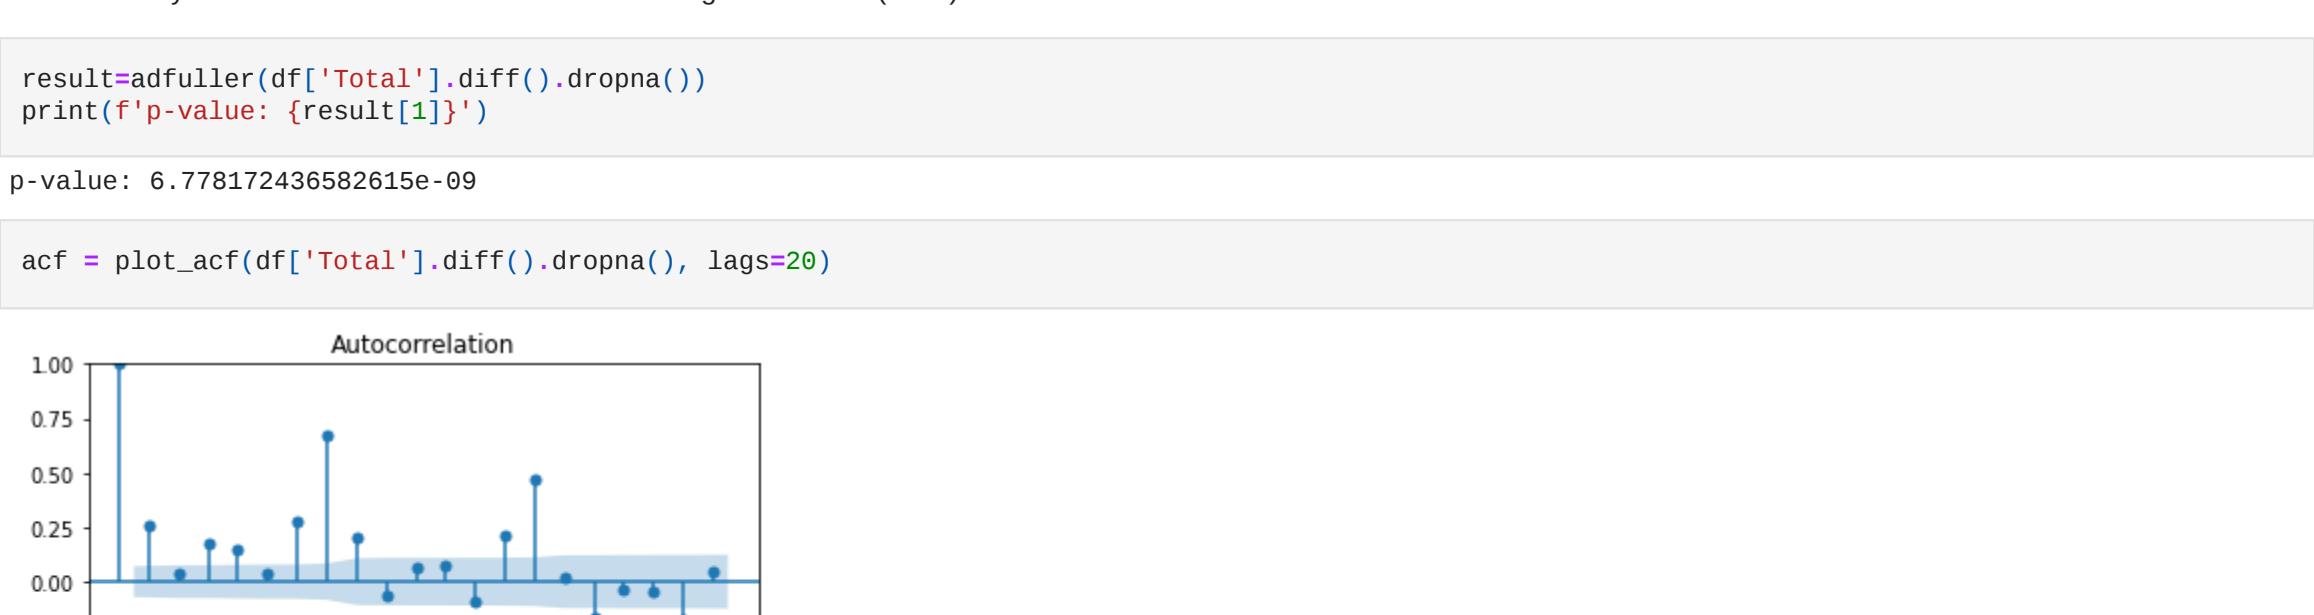 result=adfuller(df['Total'].diff().dropna())
print(f'p-value: {result[1]}')
p-value: 6.778172436582615e-09
acf = plot_acf(df['Total'].diff().dropna(), lags=20)
Autocorrelation
1.00
0.75
0.50
0.25
0.00